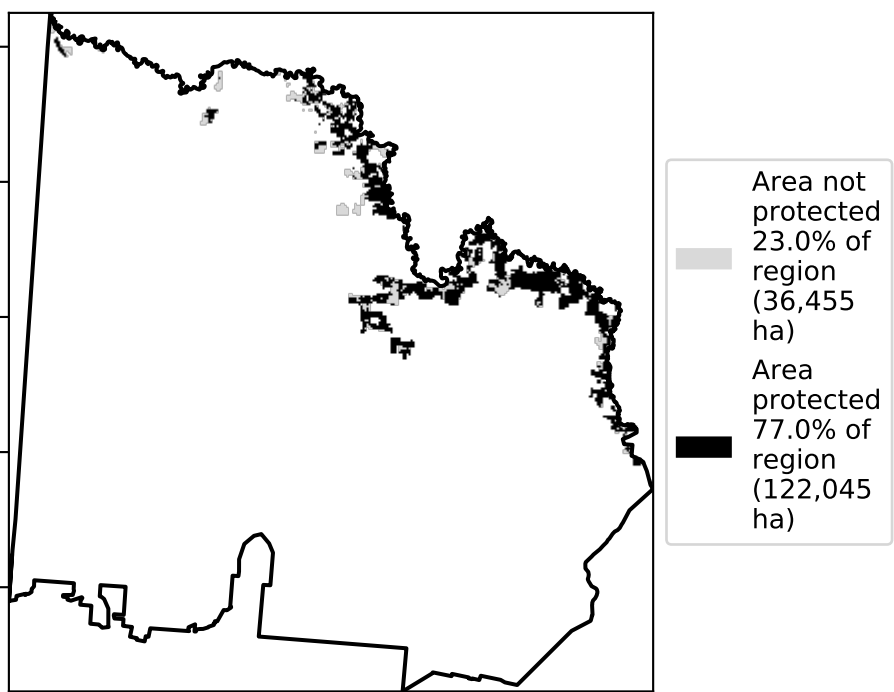 Area not
protected
23.0% of
region
(36,455
ha)
Area
protected
77.0% of
region
(122,045
ha)